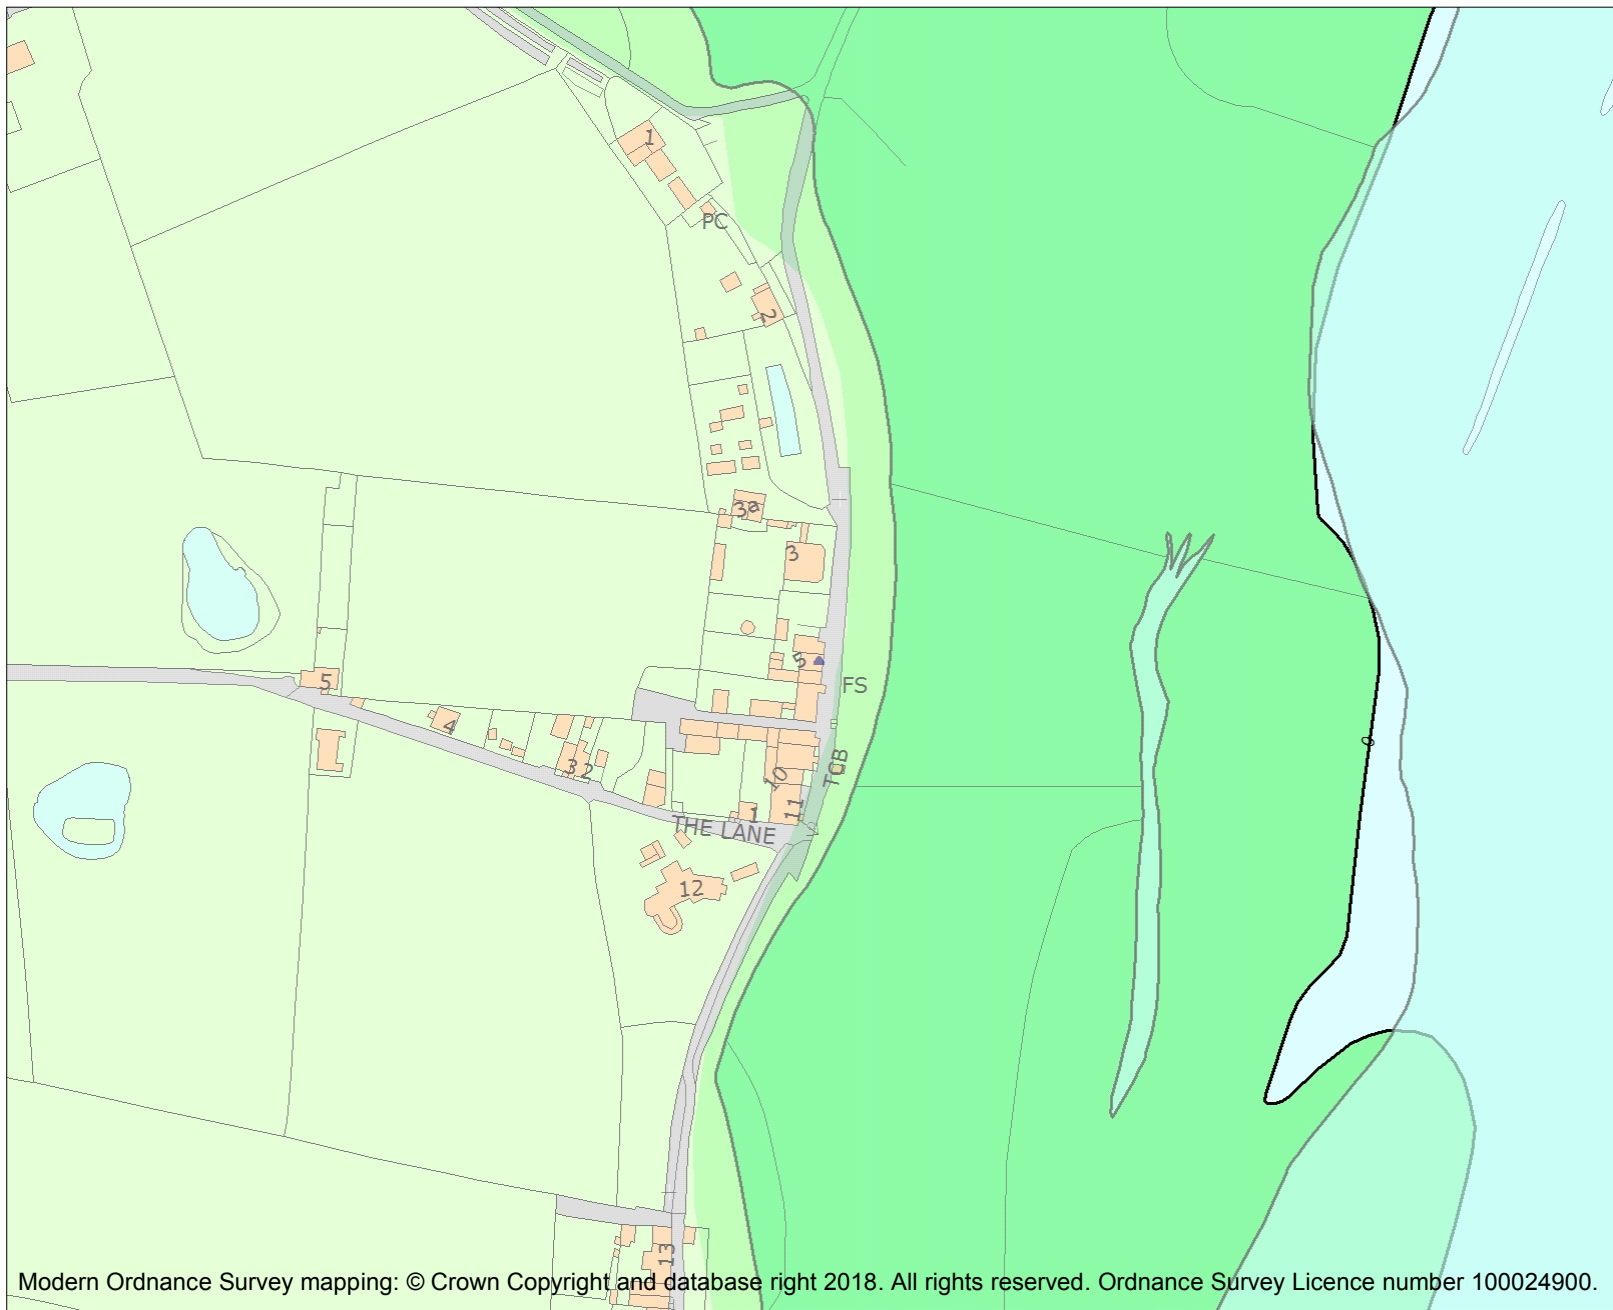 1
PC
2
3a
3
5
FS
5
4
3
2
10
TCB
11
1
THE LANE
12
0
13
Modern Ordnance Survey mapping: © Crown Copyright and database right 2018. All rights reserved. Ordnance Survey Licence number 100024900.